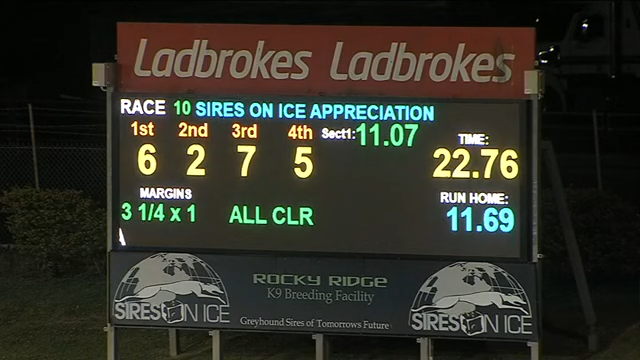 Ladbrokes Ladbrokes
RACE 10 SIRES ON ICE APPRECIATION
1st 2nd 3rd 4th Sect1: 11.07 TIME:
6 2 7 5 22.76
MARGINS RUN HOME:
3 1/4 x 1 ALL CLR 11.69
A
ROCKY RIDGE
K9 Breeding Facility
SIRES ON ICE SIRES ON ICE
Greyhound Sires of Tomorrows Future